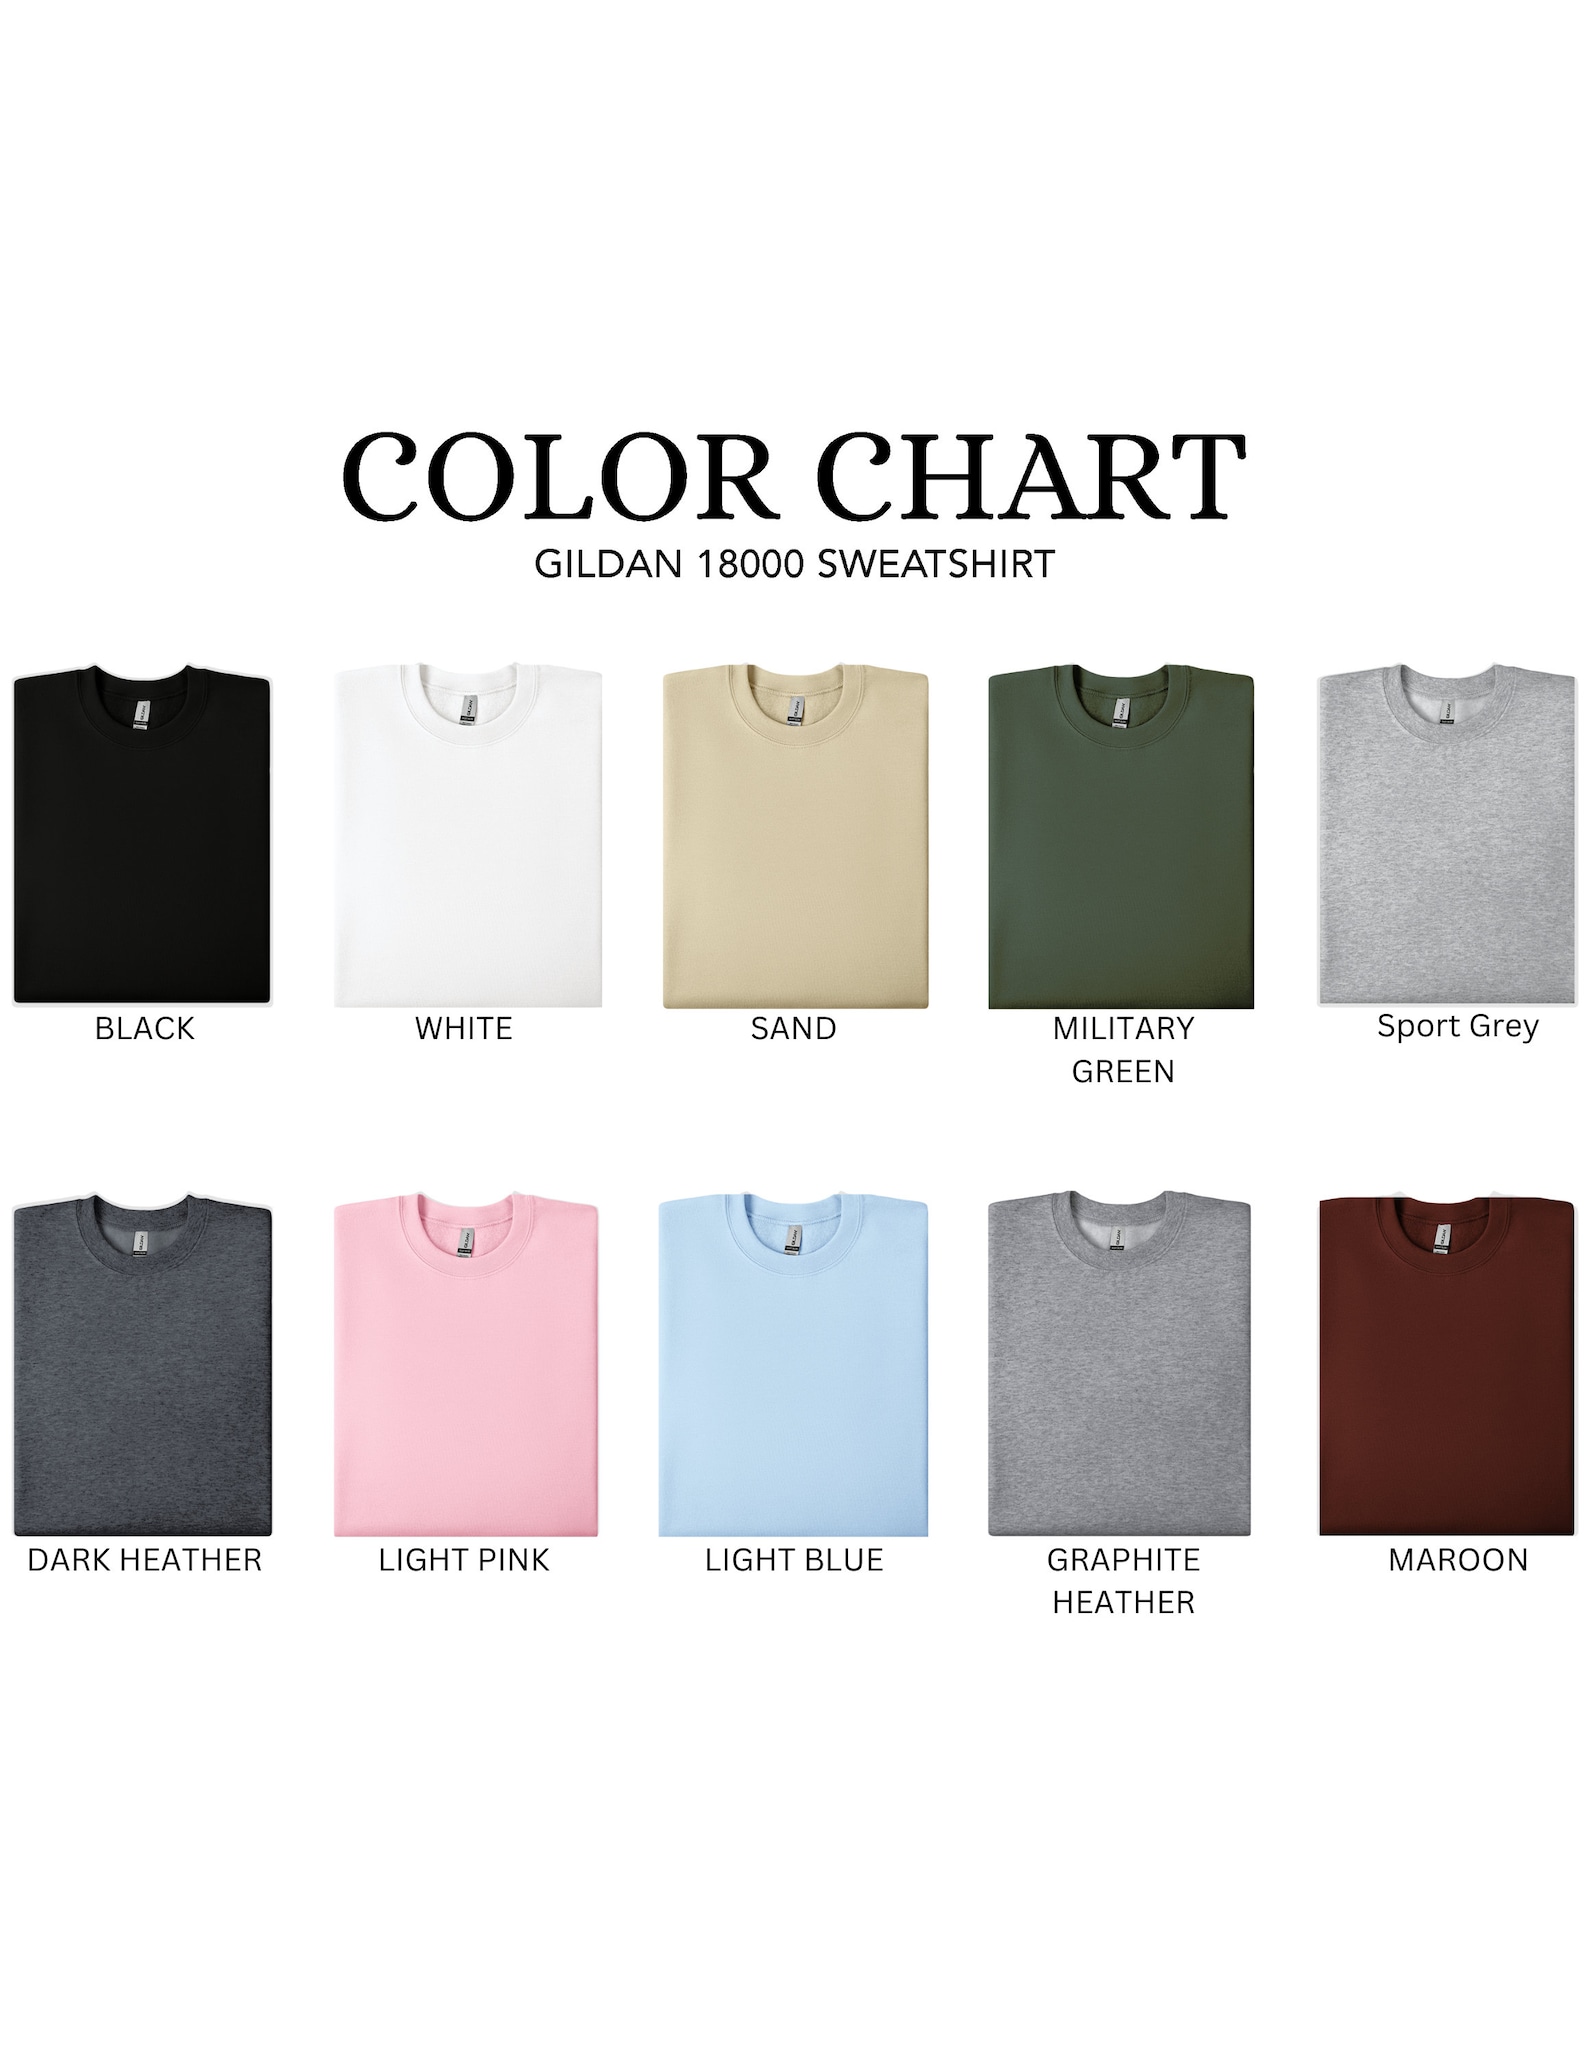 COLOR CHART
GILDAN 18000 SWEATSHIRT
BLACK
WHITE
SAND
MILITARY
GREEN
Sport Grey
DARK HEATHER
LIGHT PINK
LIGHT BLUE
GRAPHITE
HEATHER
MAROON